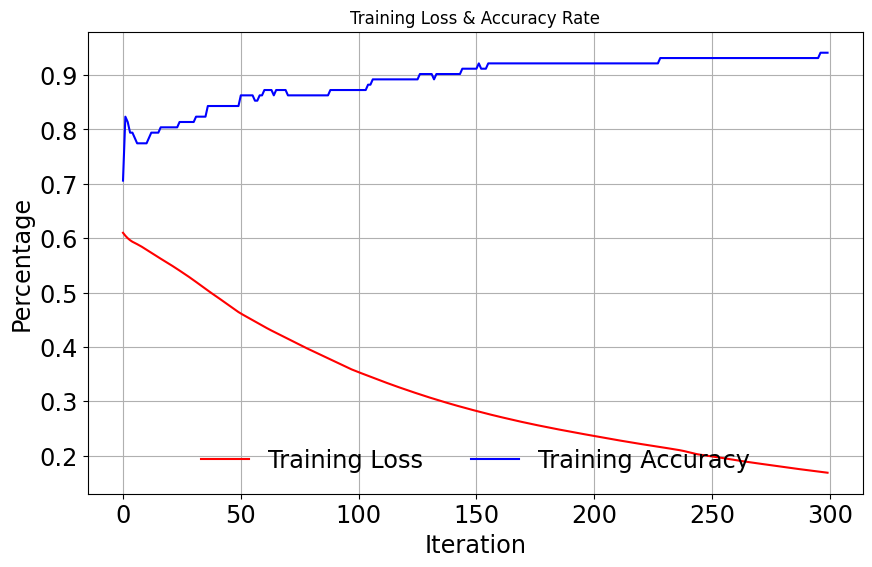 Training Loss & Accuracy Rate
Percentage
0.9
0.8
0.7
0.6
0.5
0.4
0.3
0.2
Training Loss Training Accuracy
0 50 100 150 200 250 300
Iteration